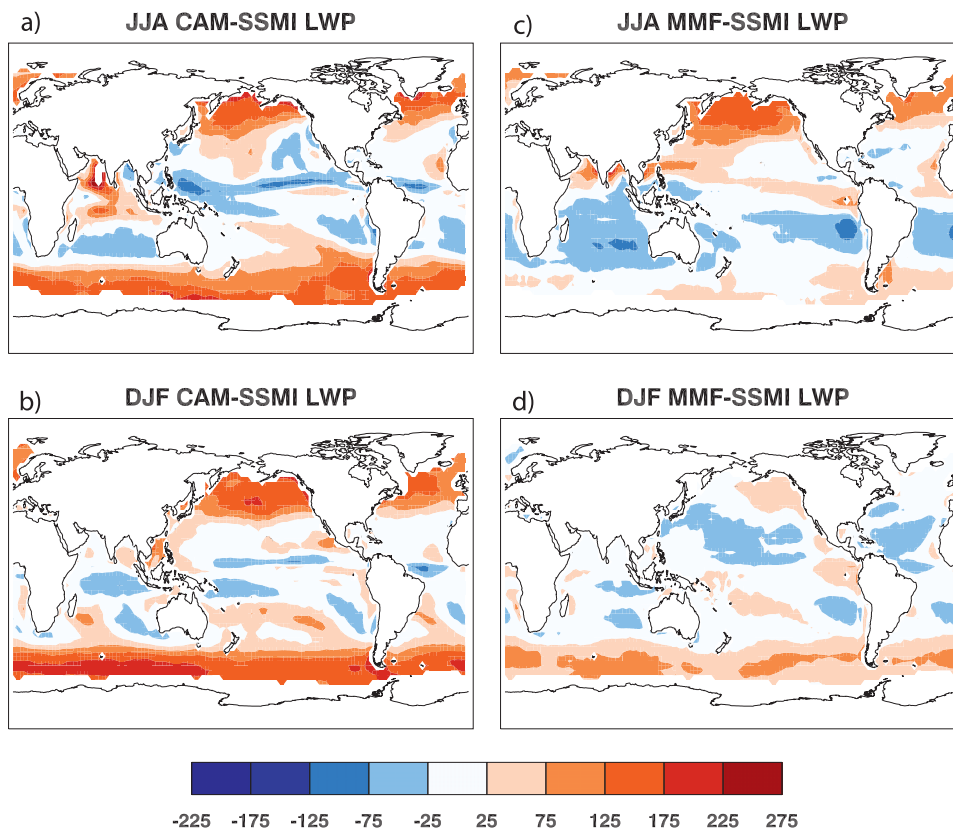 a) JJA CAM-SSMI LWP
c) JJA MMF-SSMI LWP
b) DJF CAM-SSMI LWP
d) DJF MMF-SSMI LWP
-225 -175 -125 -75 -25 25 75 125 175 225 275